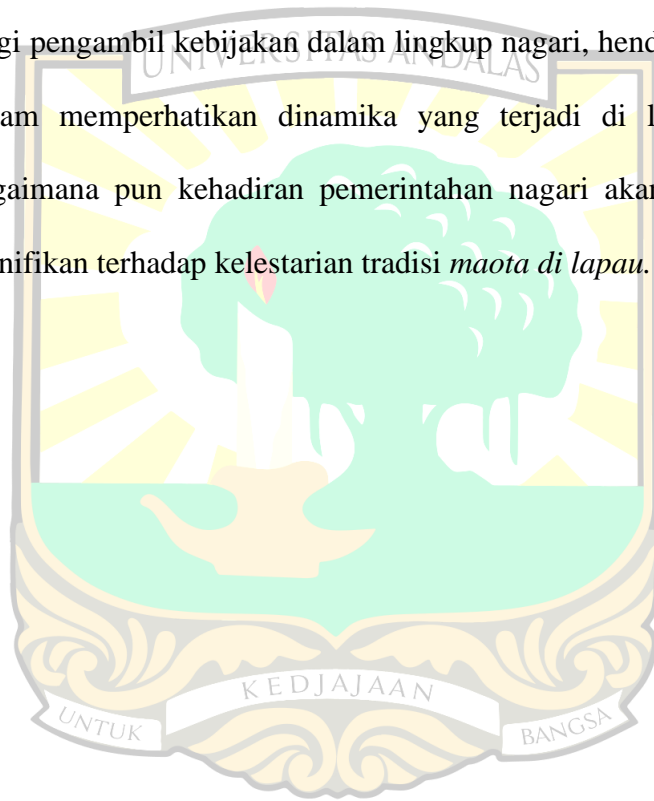 gi pengambil kebijakan dalam lingkup nagari, hend
UNIVERSITAS ANDALAS
am memperhatikan dinamika yang terjadi di l
gaimana pun kehadiran pemerintahan nagari akan
nifikan terhadap kelestarian tradisi maota di lapau.
KEDJAJAAN
UNTUK BANGSA